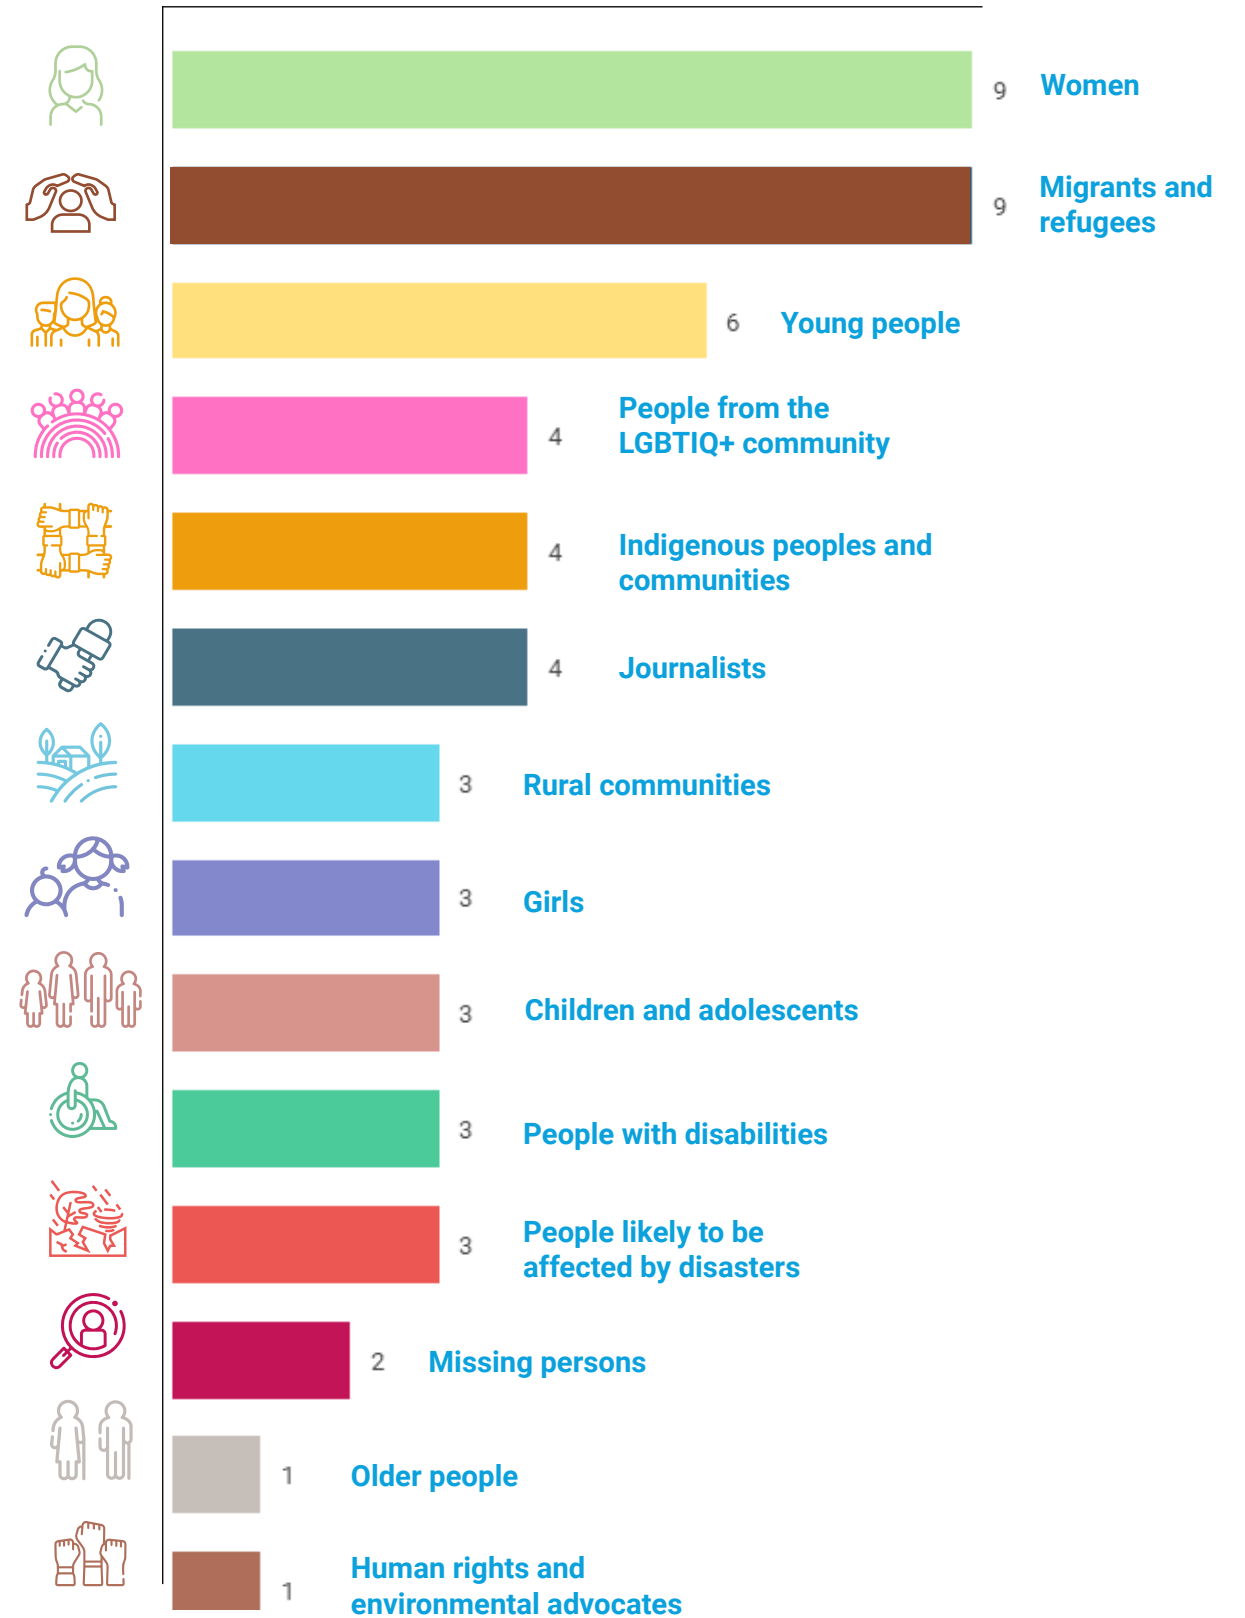 9 Women
9 Migrants and
refugees
6 Young people
4 People from the
LGBTIQ+ community
4 Indigenous peoples and
communities
4 Journalists
3 Rural communities
3 Girls
3 Children and adolescents
3 People with disabilities
3 People likely to be
affected by disasters
2 Missing persons
1 Older people
1 Human rights and
environmental advocates